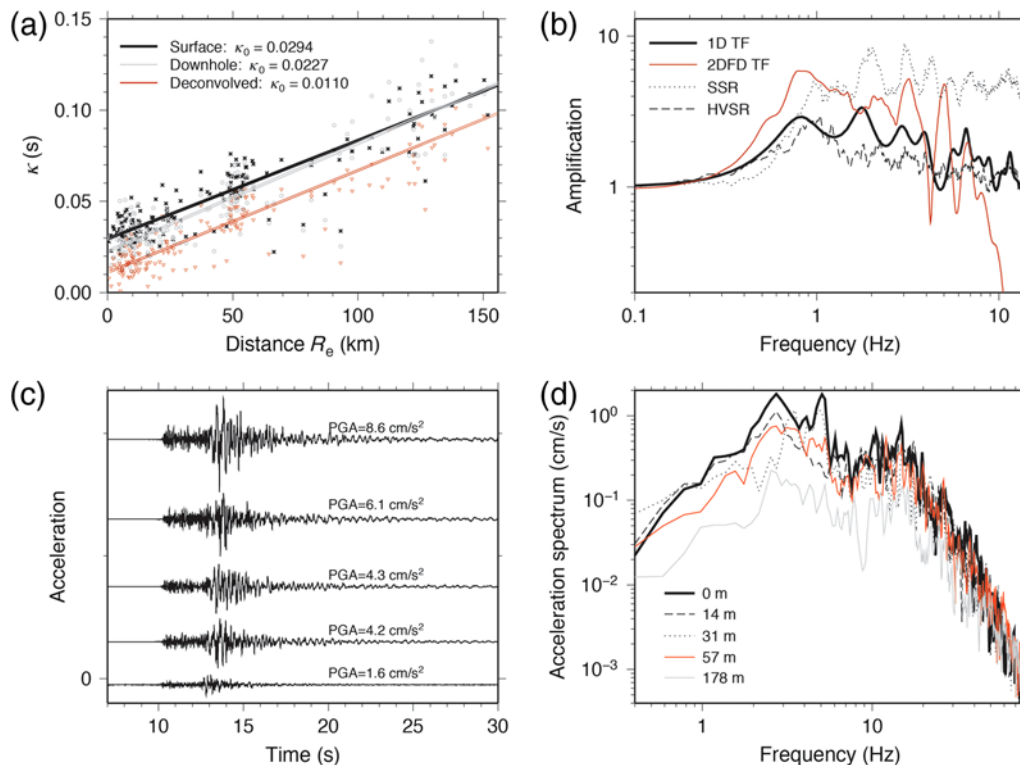 (a)
Surface: κ0 = 0.0294
Downhole: κ0 = 0.0227
Deconvolved: κ0 = 0.0110
0.15
0.10
0.05
0.00
κ (s)
0
50
100
150
Distance Re (km)
(b)
1D TF
2DFD TF
SSR
HVSR
10
1
Amplification
0.1
1
10
Frequency (Hz)
(c)
PGA=8.6 cm/s²
PGA=6.1 cm/s²
PGA=4.3 cm/s²
PGA=4.2 cm/s²
PGA=1.6 cm/s²
0
Acceleration
10
15
20
25
30
Time (s)
(d)
10⁰
10⁻¹
10⁻²
10⁻³
Acceleration spectrum (cm/s)
0 m
14 m
31 m
57 m
178 m
1
10
Frequency (Hz)